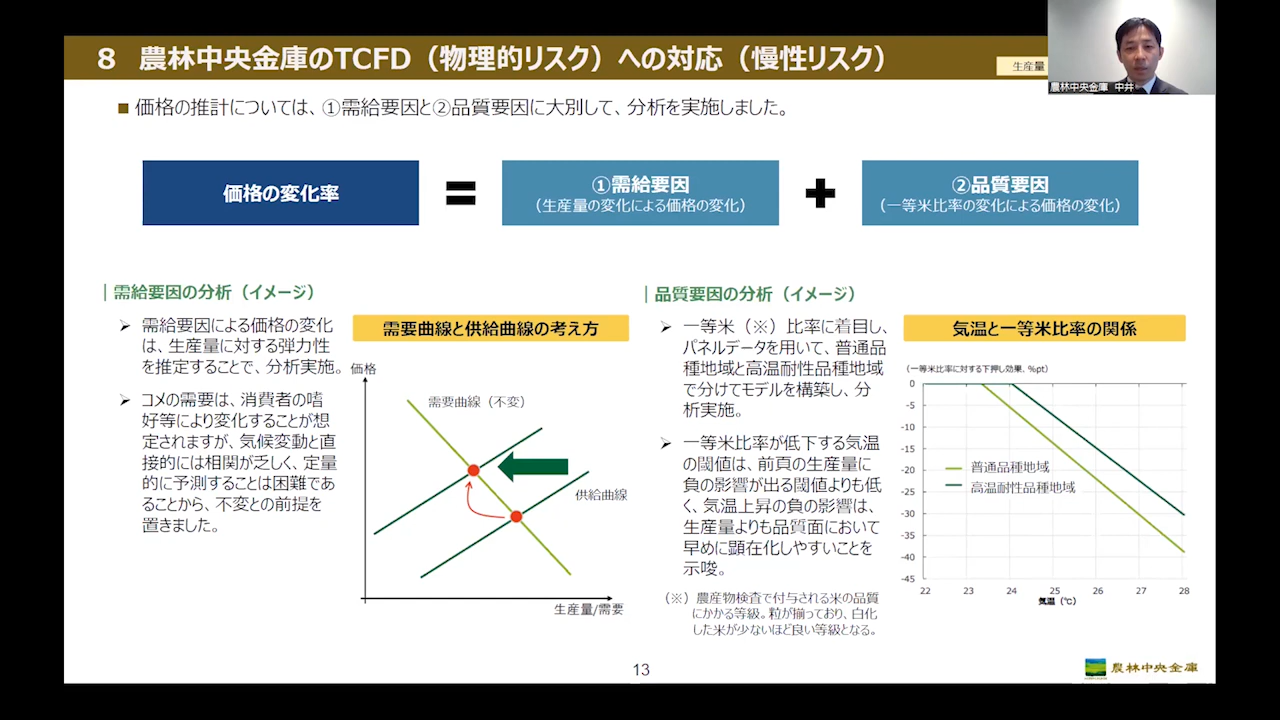 8 農林中央金庫のTCFD（物理的リスク）への対応（慢性リスク）
生産量
農林中央金庫 中井
■ 価格の推計については、①需給要因と②品質要因に大別して、分析を実施しました。
価格の変化率
=
①需給要因
（生産量の変化による価格の変化）
+
②品質要因
（一等米比率の変化による価格の変化）
｜需給要因の分析（イメージ）
➢ 需給要因による価格の変化
は、生産量に対する弾力性
を推定することで、分析実施。
➢ コメの需要は、消費者の嗜
好等により変化することが想
定されますが、気候変動と直
接的には相関が乏しく、定量
的に予測することは困難であ
ることから、不変との前提を
置きました。
需要曲線と供給曲線の考え方
価格
需要曲線（不変）
供給曲線
生産量/需要
｜品質要因の分析（イメージ）
➢ 一等米（※）比率に着目し、
パネルデータを用いて、普通品
種地域と高温耐性品種地域
で分けてモデルを構築し、分
析実施。
➢ 一等米比率が低下する気温
の閾値は、前頁の生産量に
負の影響が出る閾値よりも低
く、気温上昇の負の影響は、
生産量よりも品質面において
早めに顕在化しやすいことを
示唆。
（※）農産物検査で付与される米の品質
にかかる等級。粒が揃っており、白化
した米が少ないほど良い等級となる。
気温と一等米比率の関係
（一等米比率に対する下押し効果、%pt）
0
-5
-10
-15
-20
-25
-30
-35
-40
-45
普通品種地域
高温耐性品種地域
22 23 24 25 26 27 28
気温（℃）
13
農林中央金庫